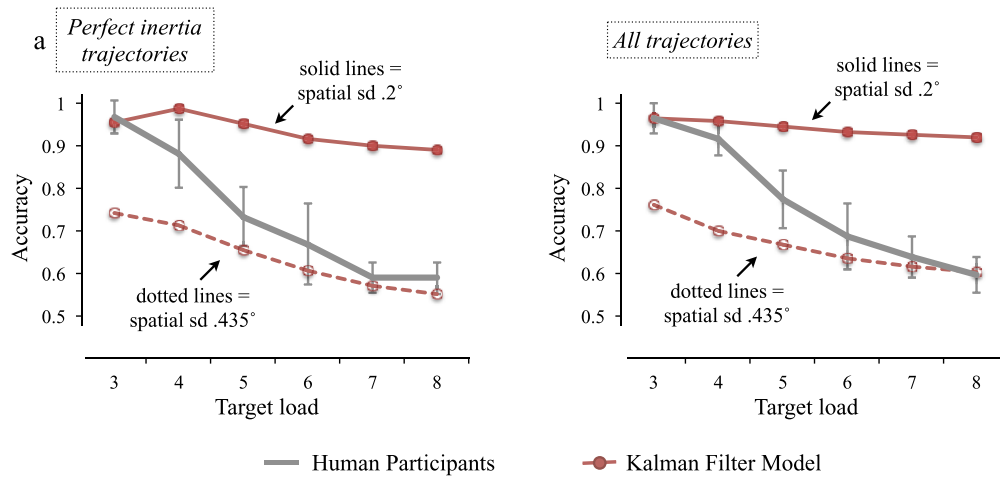 a
Perfect inertia
trajectories
solid lines =
spatial sd .2˚
1
0.9
0.8
0.7
0.6
0.5
Accuracy
dotted lines =
spatial sd .435˚
3 4 5 6 7 8
Target load
All trajectories
solid lines =
spatial sd .2˚
1
0.9
0.8
0.7
0.6
0.5
Accuracy
dotted lines =
spatial sd .435˚
3 4 5 6 7 8
Target load
Human Participants
Kalman Filter Model